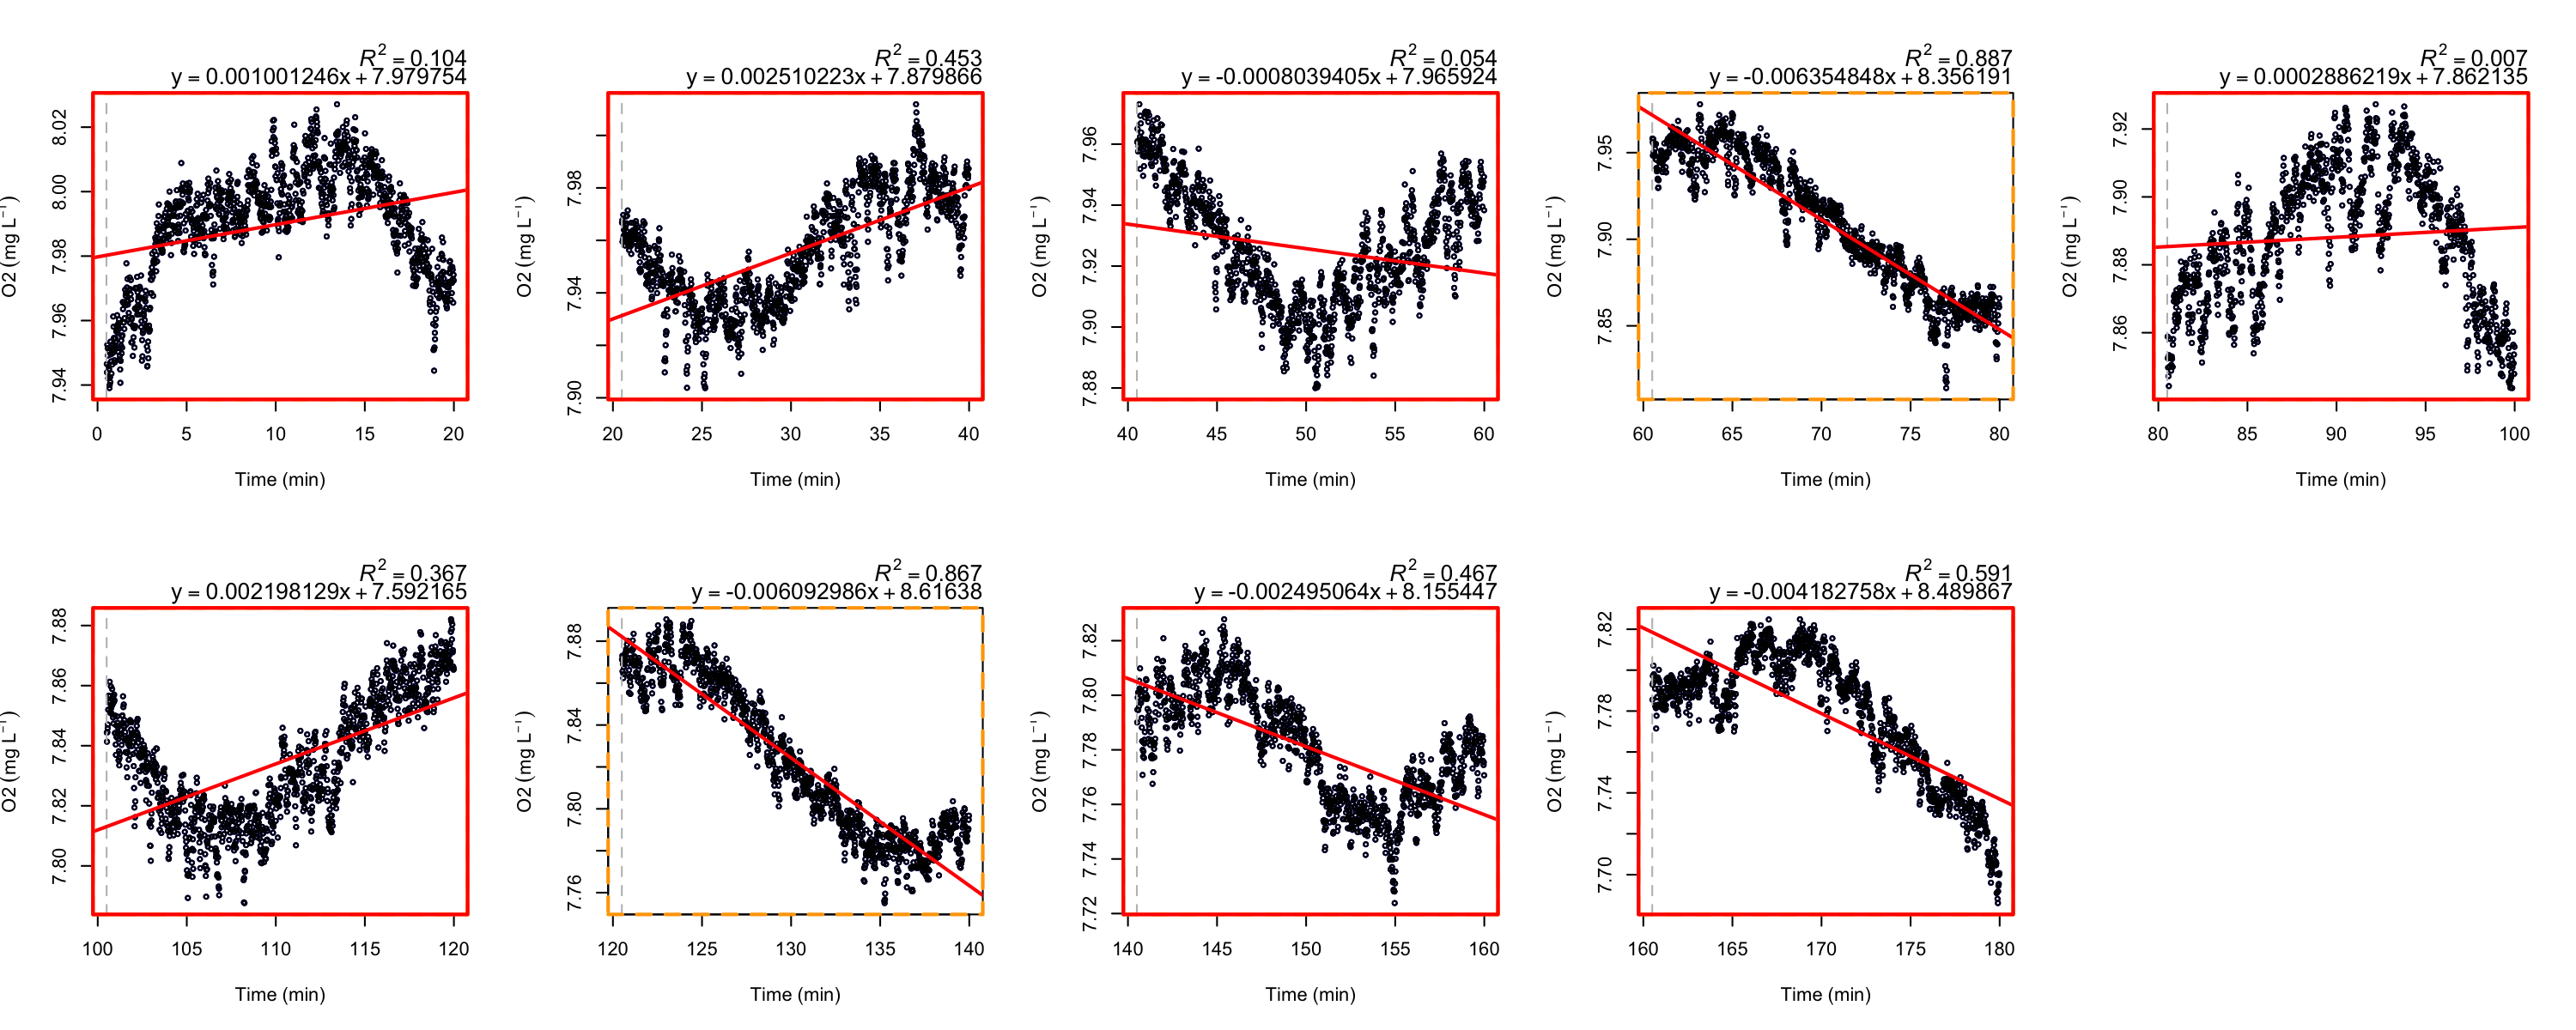 R² = 0.104
y = 0.001001246x + 7.979754
O2 (mg L⁻¹)
8.02
8.00
7.98
7.96
7.94
0 5 10 15 20
Time (min)
R² = 0.453
y = 0.002510223x + 7.879866
O2 (mg L⁻¹)
7.98
7.94
7.90
20 25 30 35 40
Time (min)
R² = 0.054
y = -0.0008039405x + 7.965924
O2 (mg L⁻¹)
7.96
7.94
7.92
7.90
7.88
40 45 50 55 60
Time (min)
R² = 0.887
y = -0.006354848x + 8.356191
O2 (mg L⁻¹)
7.95
7.90
7.85
60 65 70 75 80
Time (min)
R² = 0.007
y = 0.0002886219x + 7.862135
O2 (mg L⁻¹)
7.92
7.90
7.88
7.86
80 85 90 95 100
Time (min)
R² = 0.367
y = 0.002198129x + 7.592165
O2 (mg L⁻¹)
7.88
7.86
7.84
7.82
7.80
100 105 110 115 120
Time (min)
R² = 0.867
y = -0.006092986x + 8.61638
O2 (mg L⁻¹)
7.88
7.84
7.80
7.76
120 125 130 135 140
Time (min)
R² = 0.467
y = -0.002495064x + 8.155447
O2 (mg L⁻¹)
7.82
7.80
7.78
7.76
7.74
7.72
140 145 150 155 160
Time (min)
R² = 0.591
y = -0.004182758x + 8.489867
O2 (mg L⁻¹)
7.82
7.78
7.74
7.70
160 165 170 175 180
Time (min)